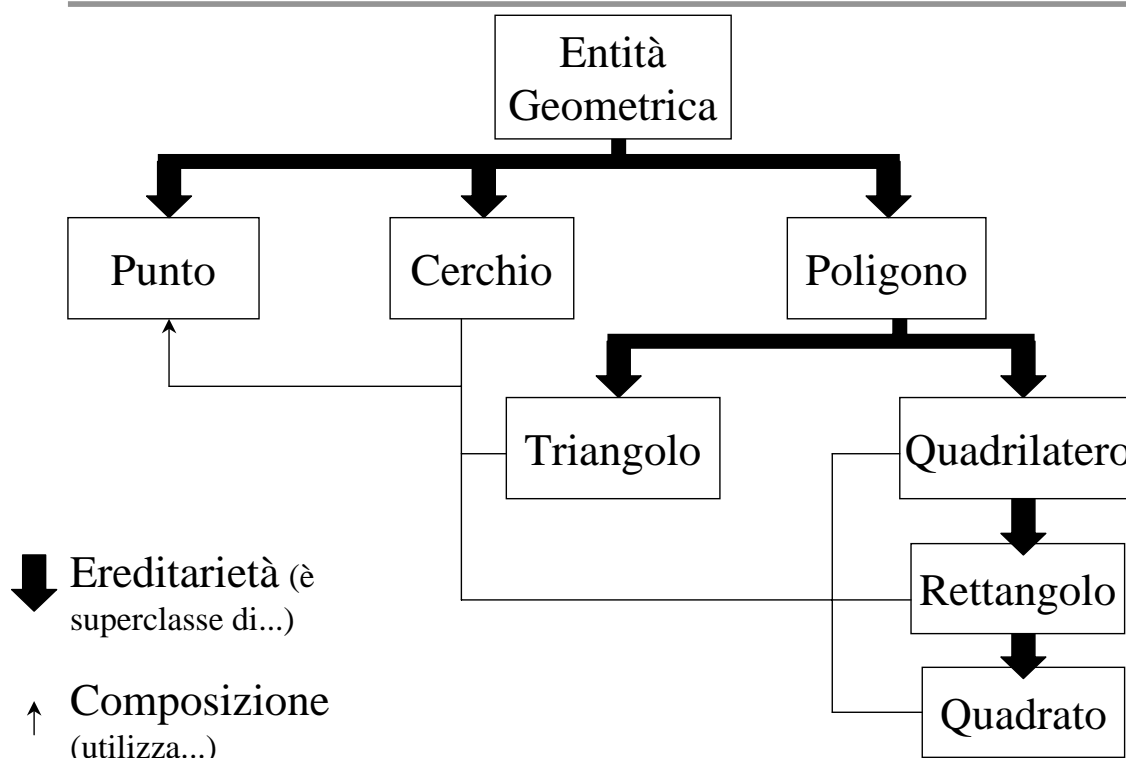 Entità
Geometrica
Punto
Cerchio
Poligono
Triangolo
Quadrilatero
Ereditarietà (è
superclasse di...)
Rettangolo
Composizione
(utilizza...)
Quadrato